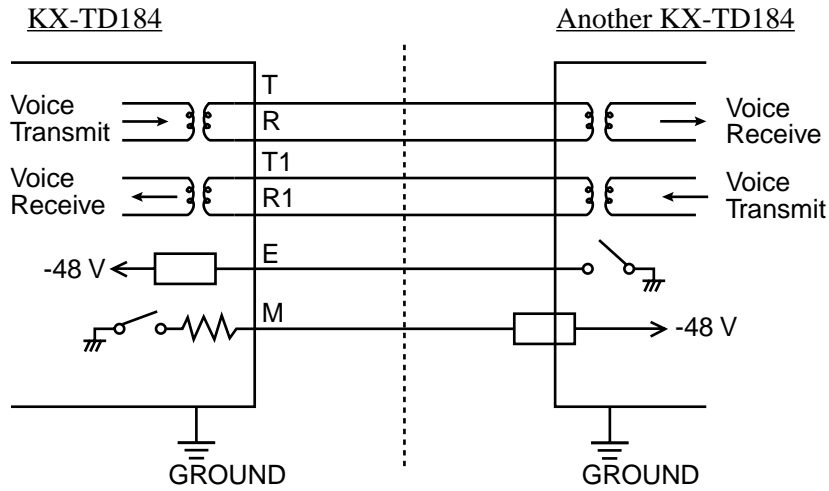 KX-TD184
Another KX-TD184
T
Voice
Transmit
R
Voice
Receive
T1
Voice
Receive
R1
Voice
Transmit
E
-48 V
M
-48 V
GROUND
GROUND